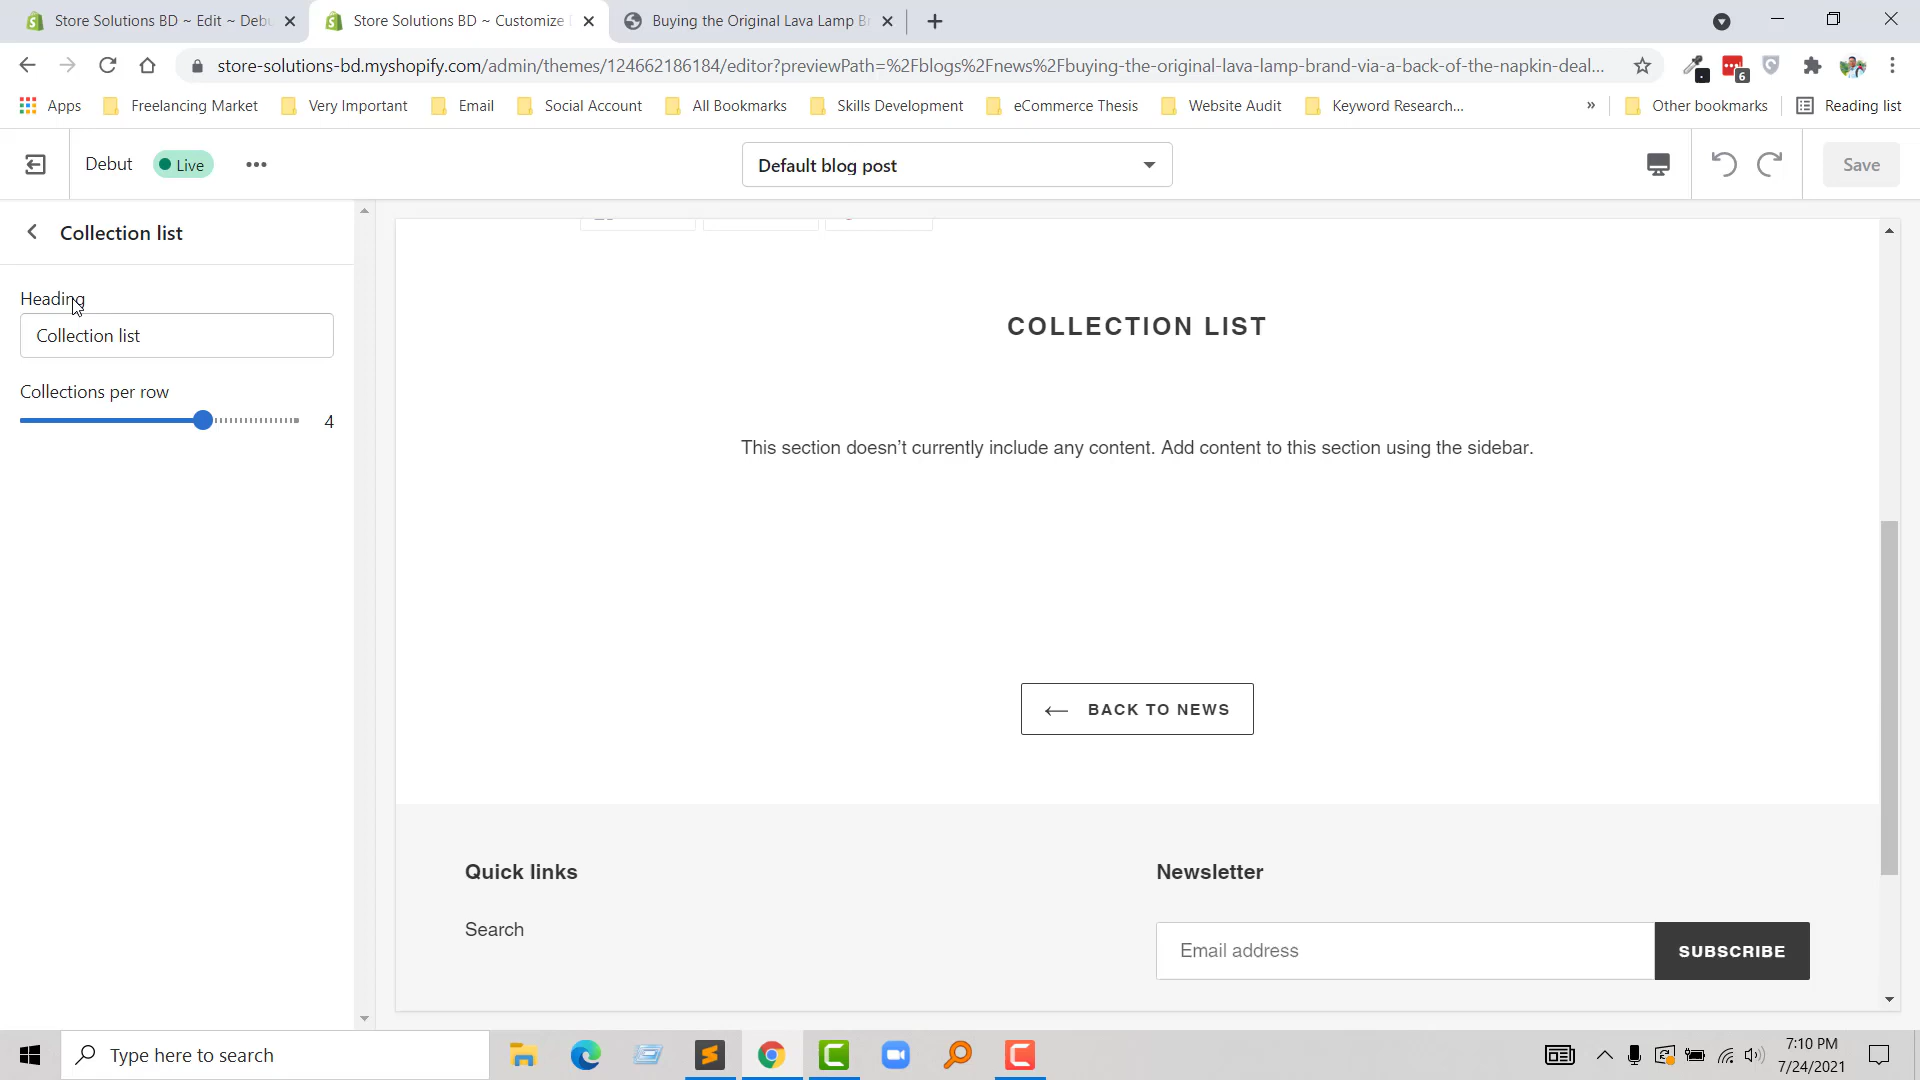 Store Solutions BD ~ Edit ~ Debu
Store Solutions BD ~ Customize
Buying the Original Lava Lamp Br
store-solutions-bd.myshopify.com/admin/themes/124662186184/editor?previewPath=%2Fblogs%2Fnews%2Fbuying-the-original-lava-lamp-brand-via-a-back-of-the-napkin-deal...
6
Apps
Freelancing Market
Very Important
Email
Social Account
All Bookmarks
Skills Development
eCommerce Thesis
Website Audit
Keyword Research...
»
Other bookmarks
Reading list
Debut
Live
Default blog post
Save
Collection list
Heading
Collection list
Collections per row
4
COLLECTION LIST
This section doesn't currently include any content. Add content to this section using the sidebar.
BACK TO NEWS
Quick links
Newsletter
Search
Email address
SUBSCRIBE
Type here to search
7:10 PM
7/24/2021